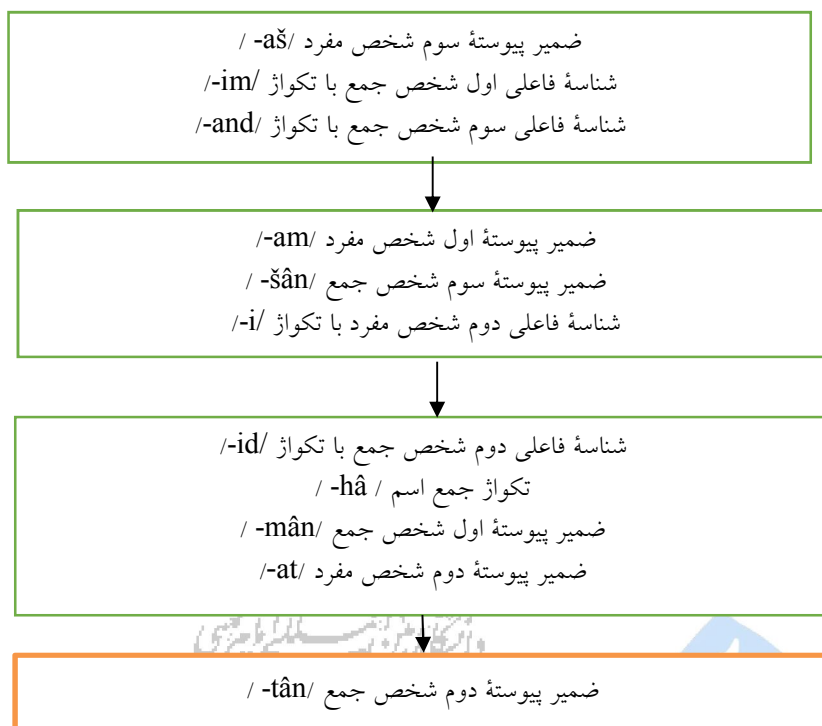 ضمیر پیوستهٔ سوم شخص مفرد /-aš /
شناسهٔ فاعلی اول شخص جمع با تکواژ /-im/
شناسهٔ فاعلی سوم شخص جمع با تکواژ /-and/
ضمیر پیوستهٔ اول شخص مفرد /-am/
ضمیر پیوستهٔ سوم شخص جمع /-šân /
شناسهٔ فاعلی دوم شخص مفرد با تکواژ /-i/
شناسهٔ فاعلی دوم شخص جمع با تکواژ /-id/
تکواژ جمع اسم / -hâ /
ضمیر پیوستهٔ اول شخص جمع /-mân /
ضمیر پیوستهٔ دوم شخص مفرد /-at/
ضمیر پیوستهٔ دوم شخص جمع /-tân /